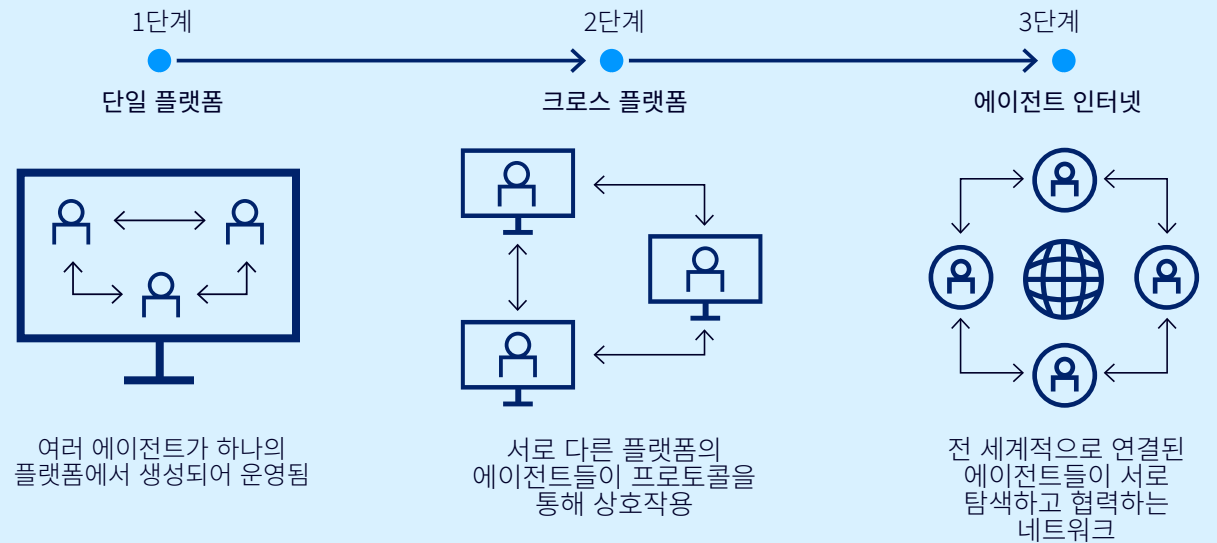 1단계
2단계
3단계
단일 플랫폼
크로스 플랫폼
에이전트 인터넷
여러 에이전트가 하나의
플랫폼에서 생성되어 운영됨
서로 다른 플랫폼의
에이전트들이 프로토콜을
통해 상호작용
전 세계적으로 연결된
에이전트들이 서로
탐색하고 협력하는
네트워크